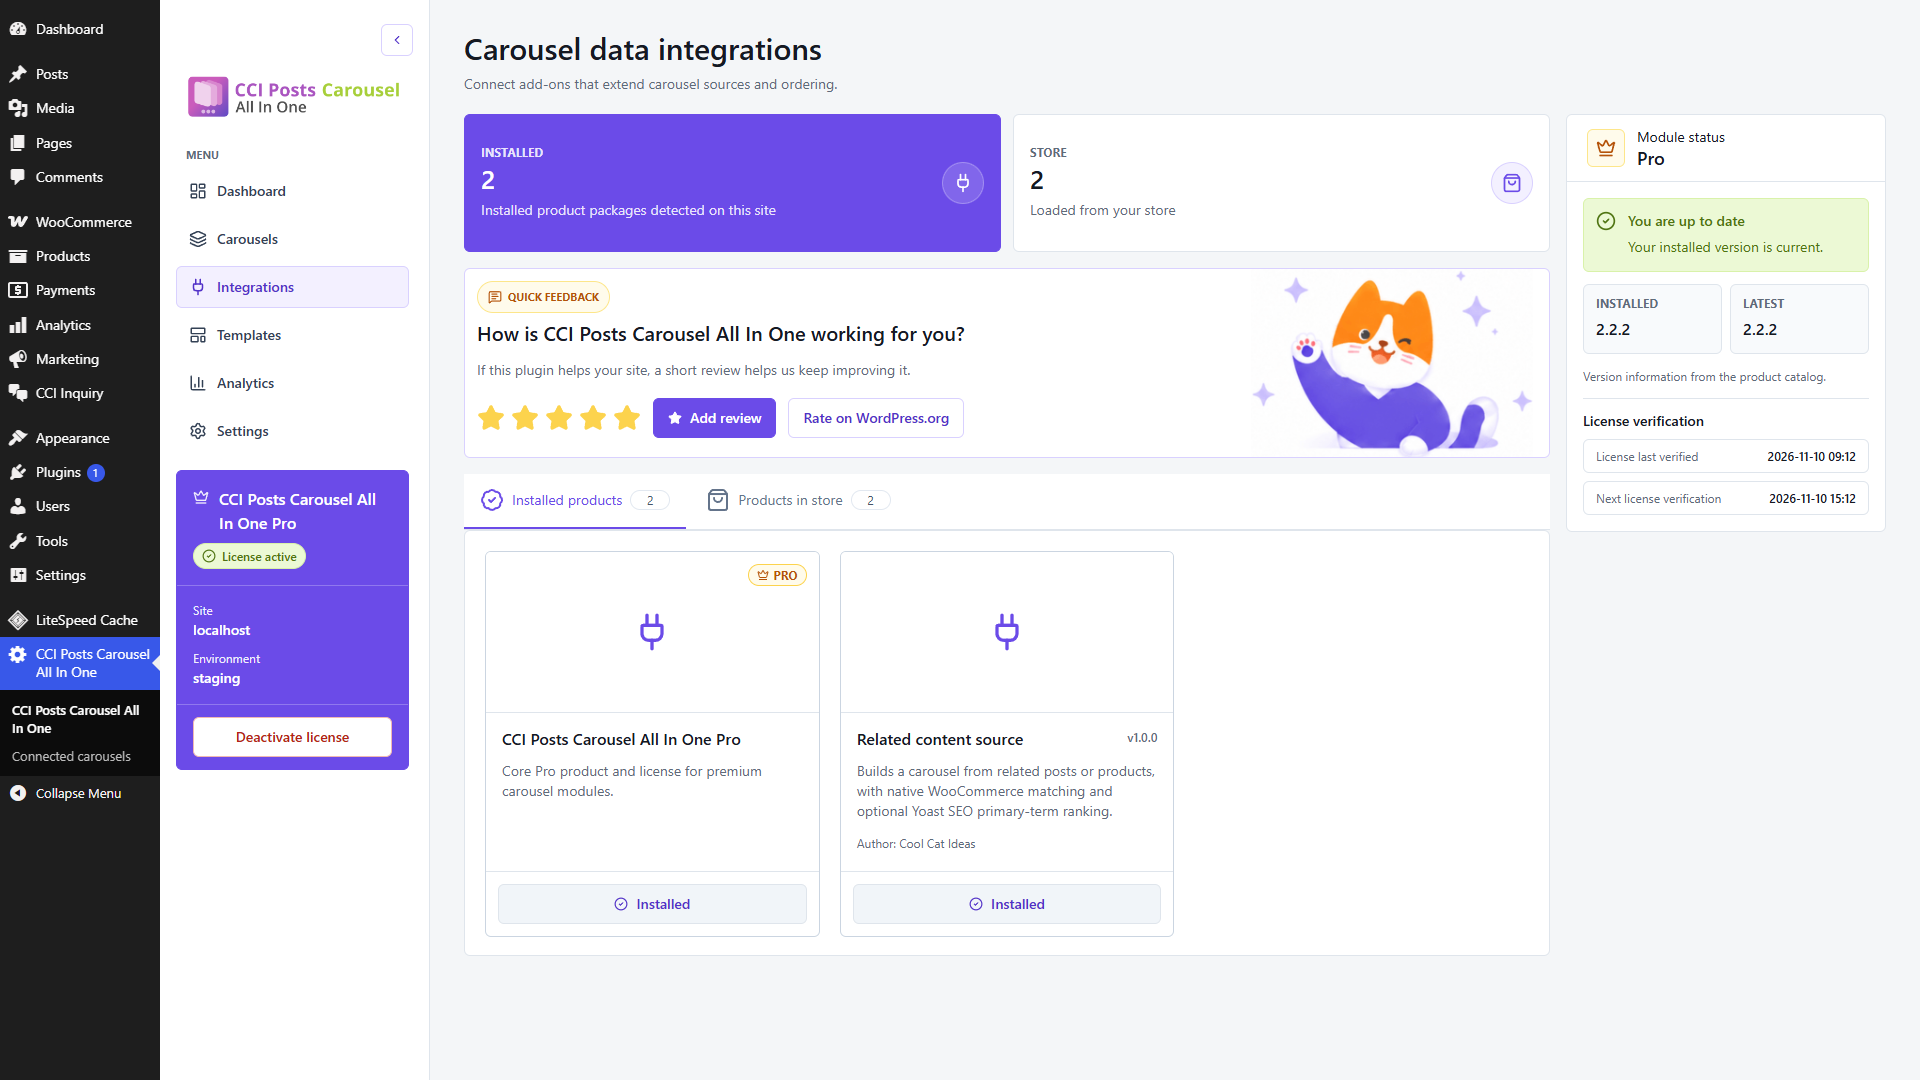 Dashboard
Posts
Media
Pages
Comments
WooCommerce
Products
Payments
Analytics
Marketing
CCI Inquiry
Appearance
Plugins 1
Users
Tools
Settings
LiteSpeed Cache
CCI Posts Carousel
All In One
CCI Posts Carousel All
In One
Connected carousels
Collapse Menu
CCI Posts Carousel
All In One
MENU
Dashboard
Carousels
Integrations
Templates
Analytics
Settings
CCI Posts Carousel All
In One Pro
License active
Site
localhost
Environment
staging
Deactivate license
Carousel data integrations
Connect add-ons that extend carousel sources and ordering.
INSTALLED
2
Installed product packages detected on this site
STORE
2
Loaded from your store
QUICK FEEDBACK
How is CCI Posts Carousel All In One working for you?
If this plugin helps your site, a short review helps us keep improving it.
Add review
Rate on WordPress.org
Installed products 2
Products in store 2
PRO
CCI Posts Carousel All In One Pro
Core Pro product and license for premium
carousel modules.
Installed
Related content source v1.0.0
Builds a carousel from related posts or products,
with native WooCommerce matching and
optional Yoast SEO primary-term ranking.
Author: Cool Cat Ideas
Installed
Module status
Pro
You are up to date
Your installed version is current.
INSTALLED
2.2.2
LATEST
2.2.2
Version information from the product catalog.
License verification
License last verified 2026-11-10 09:12
Next license verification 2026-11-10 15:12